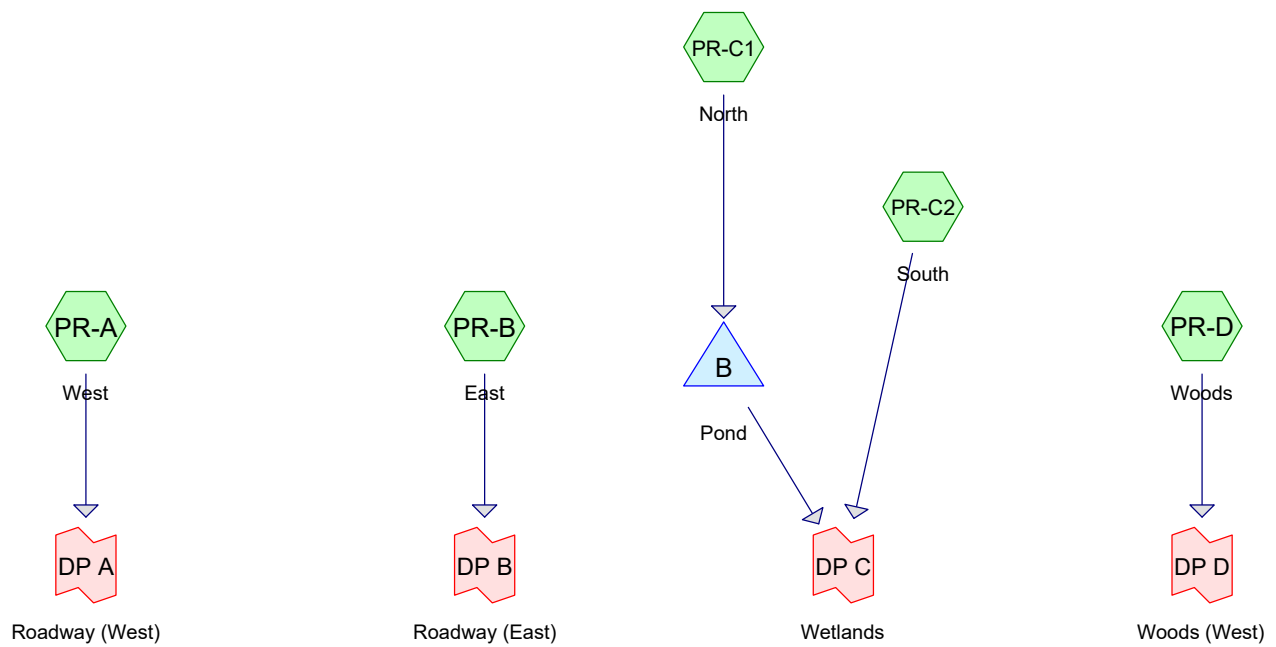 PR-C1
North
PR-C2
South
PR-A
West
PR-B
East
B
Pond
PR-D
Woods
DP A
Roadway (West)
DP B
Roadway (East)
DP C
Wetlands
DP D
Woods (West)